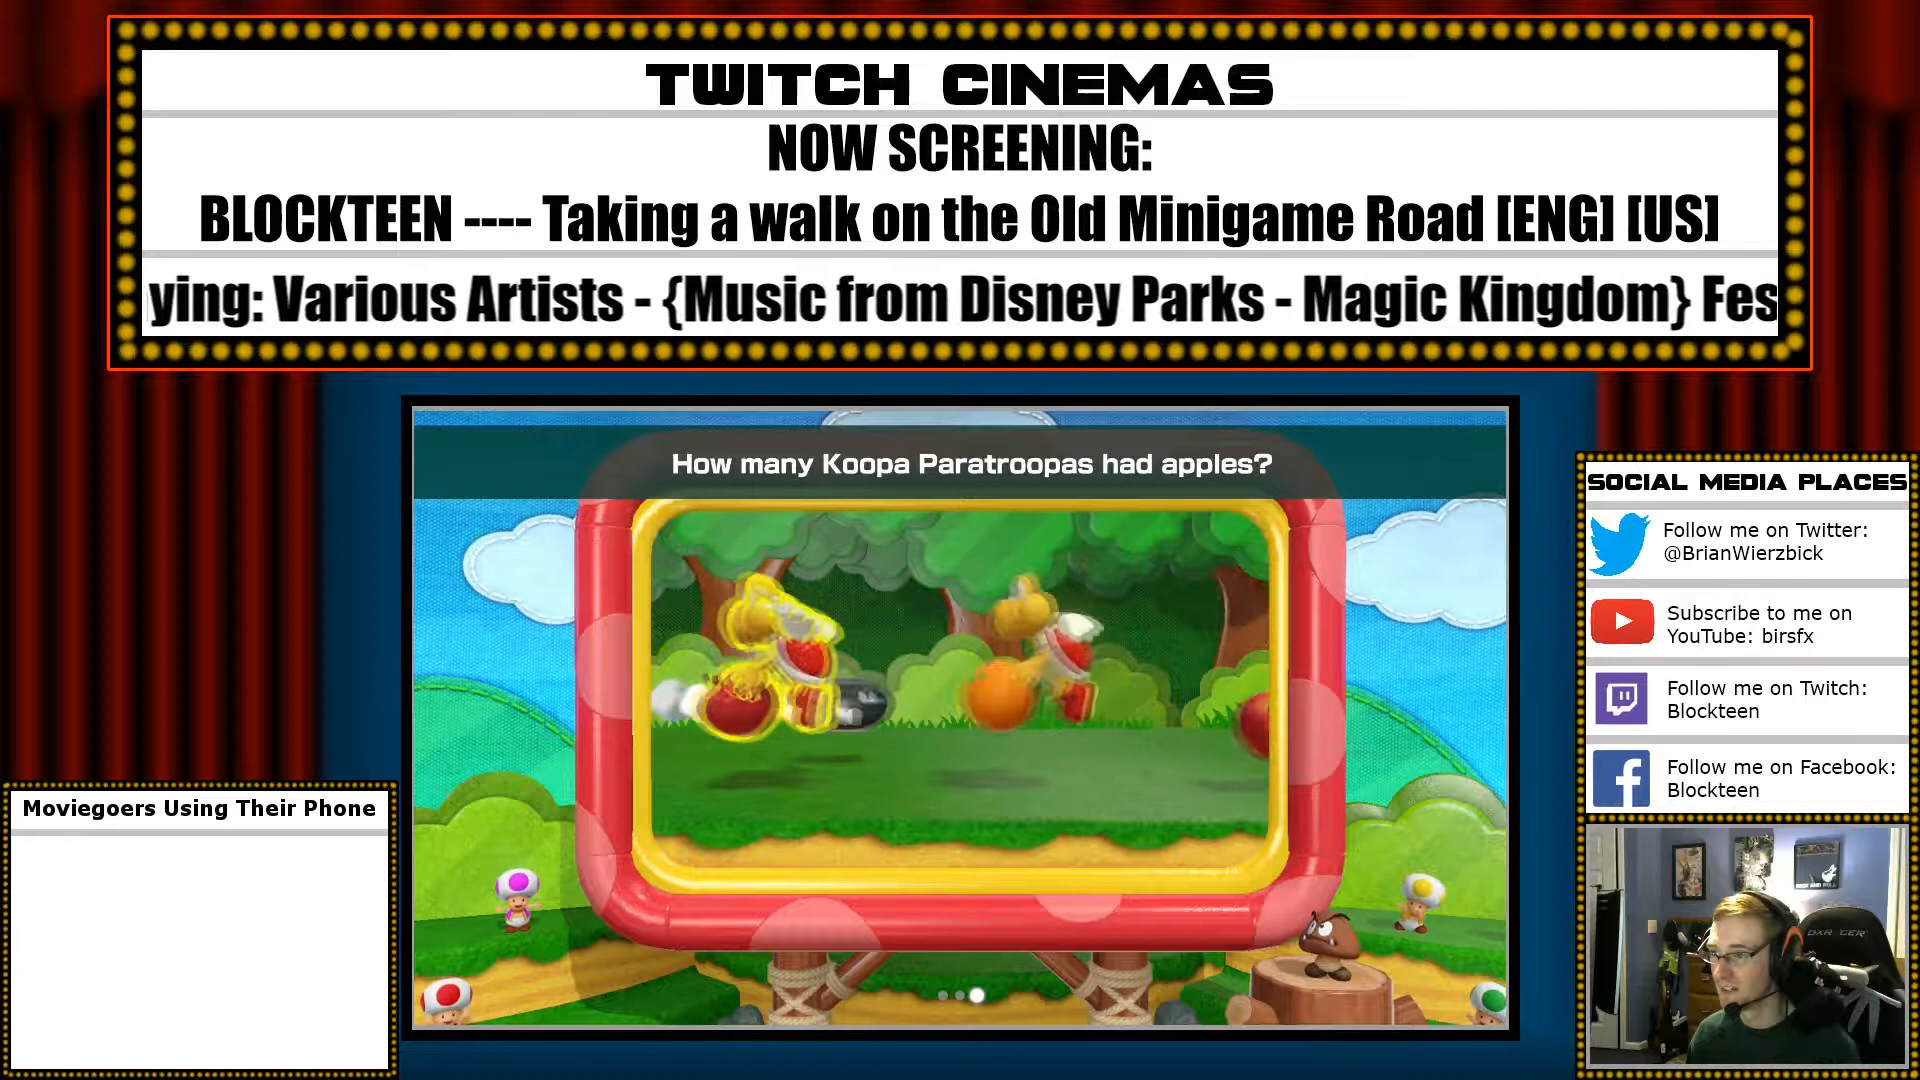 TWITCH CINEMAS
NOW SCREENING:
BLOCKTEEN ---- Taking a walk on the Old Minigame Road [ENG] [US]
ying: Various Artists - {Music from Disney Parks - Magic Kingdom} Fes
How many Koopa Paratroopas had apples?
SOCIAL MEDIA PLACES
Follow me on Twitter:
@BrianWierzbick
Subscribe to me on
YouTube: birsfx
Follow me on Twitch:
Blockteen
Follow me on Facebook:
Blockteen
Moviegoers Using Their Phone